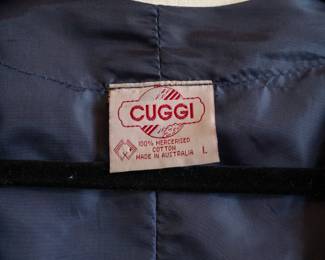 CUGGI
100% MERCERISED
COTTON
MADE IN AUSTRALIA
L